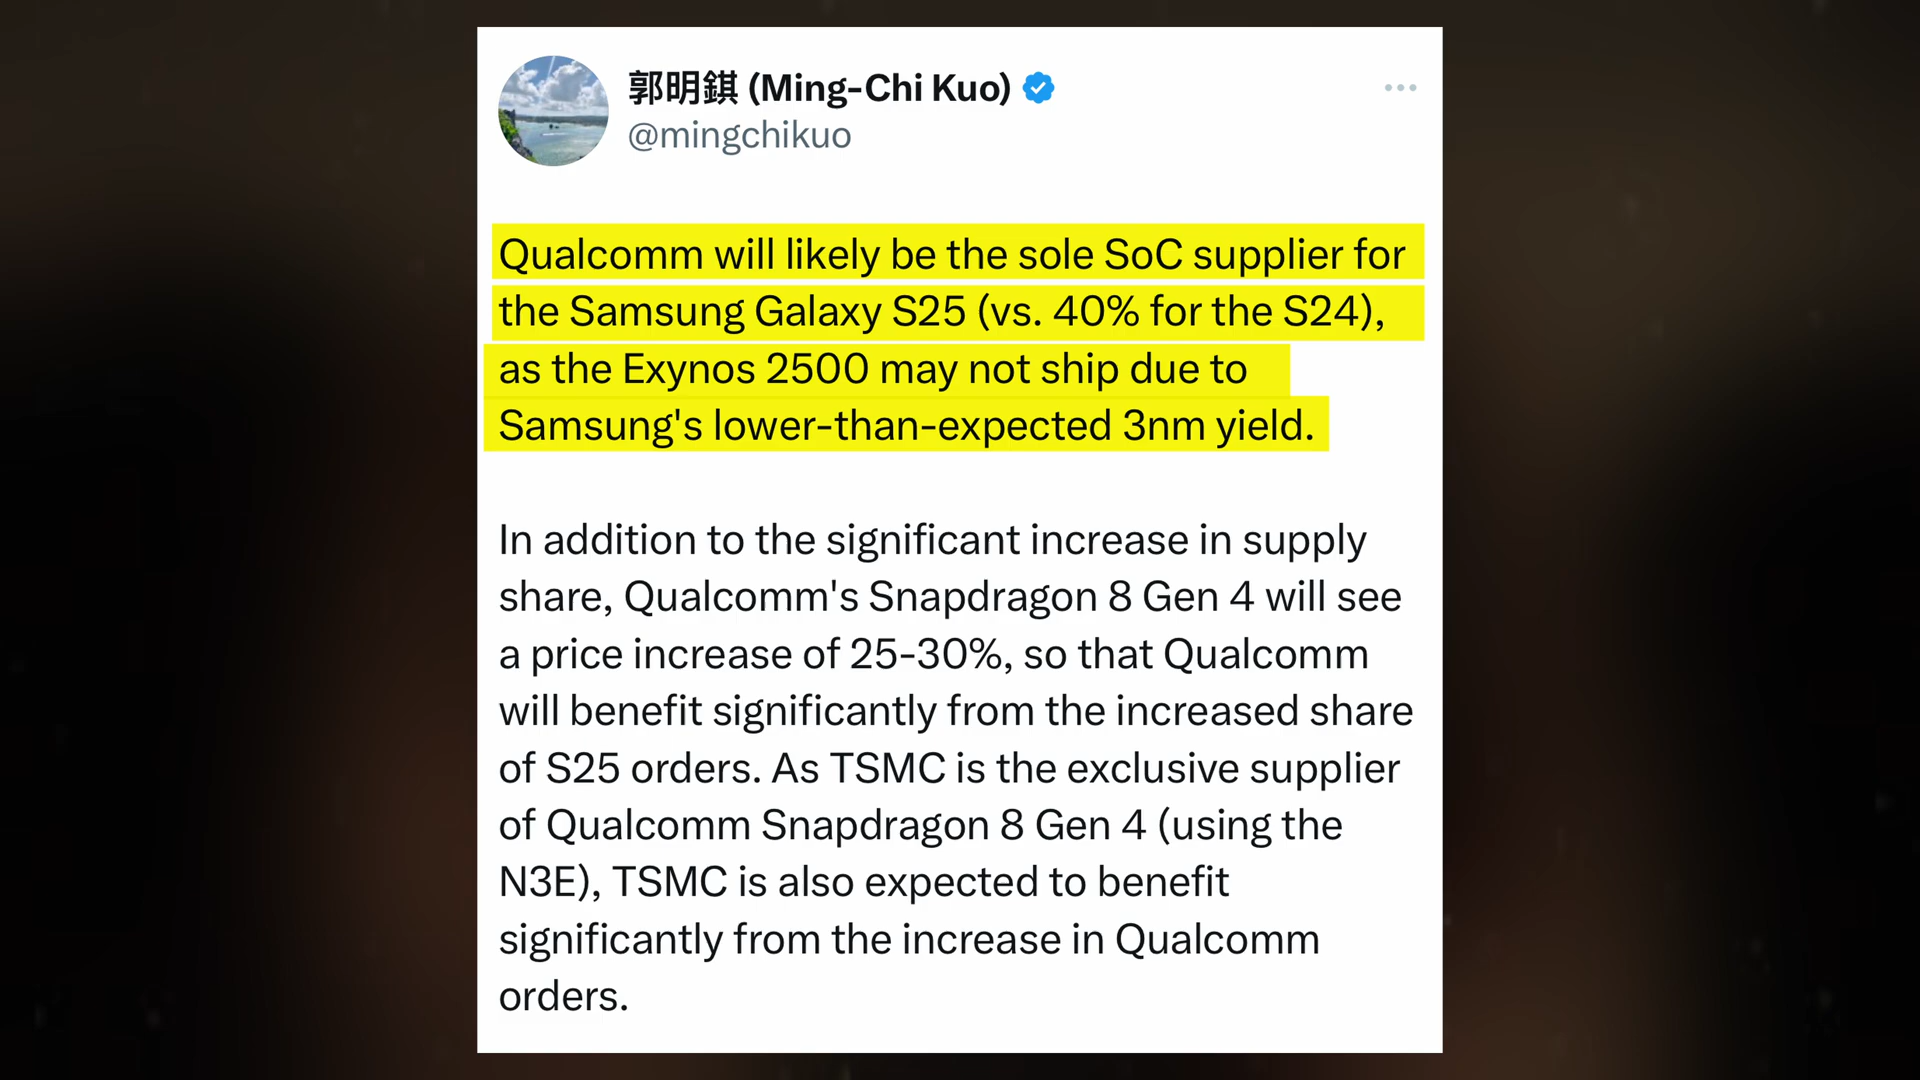 郭明錤 (Ming-Chi Kuo)
@mingchikuo
Qualcomm will likely be the sole SoC supplier for
the Samsung Galaxy S25 (vs. 40% for the S24),
as the Exynos 2500 may not ship due to
Samsung's lower-than-expected 3nm yield.
In addition to the significant increase in supply
share, Qualcomm's Snapdragon 8 Gen 4 will see
a price increase of 25-30%, so that Qualcomm
will benefit significantly from the increased share
of S25 orders. As TSMC is the exclusive supplier
of Qualcomm Snapdragon 8 Gen 4 (using the
N3E), TSMC is also expected to benefit
significantly from the increase in Qualcomm
orders.